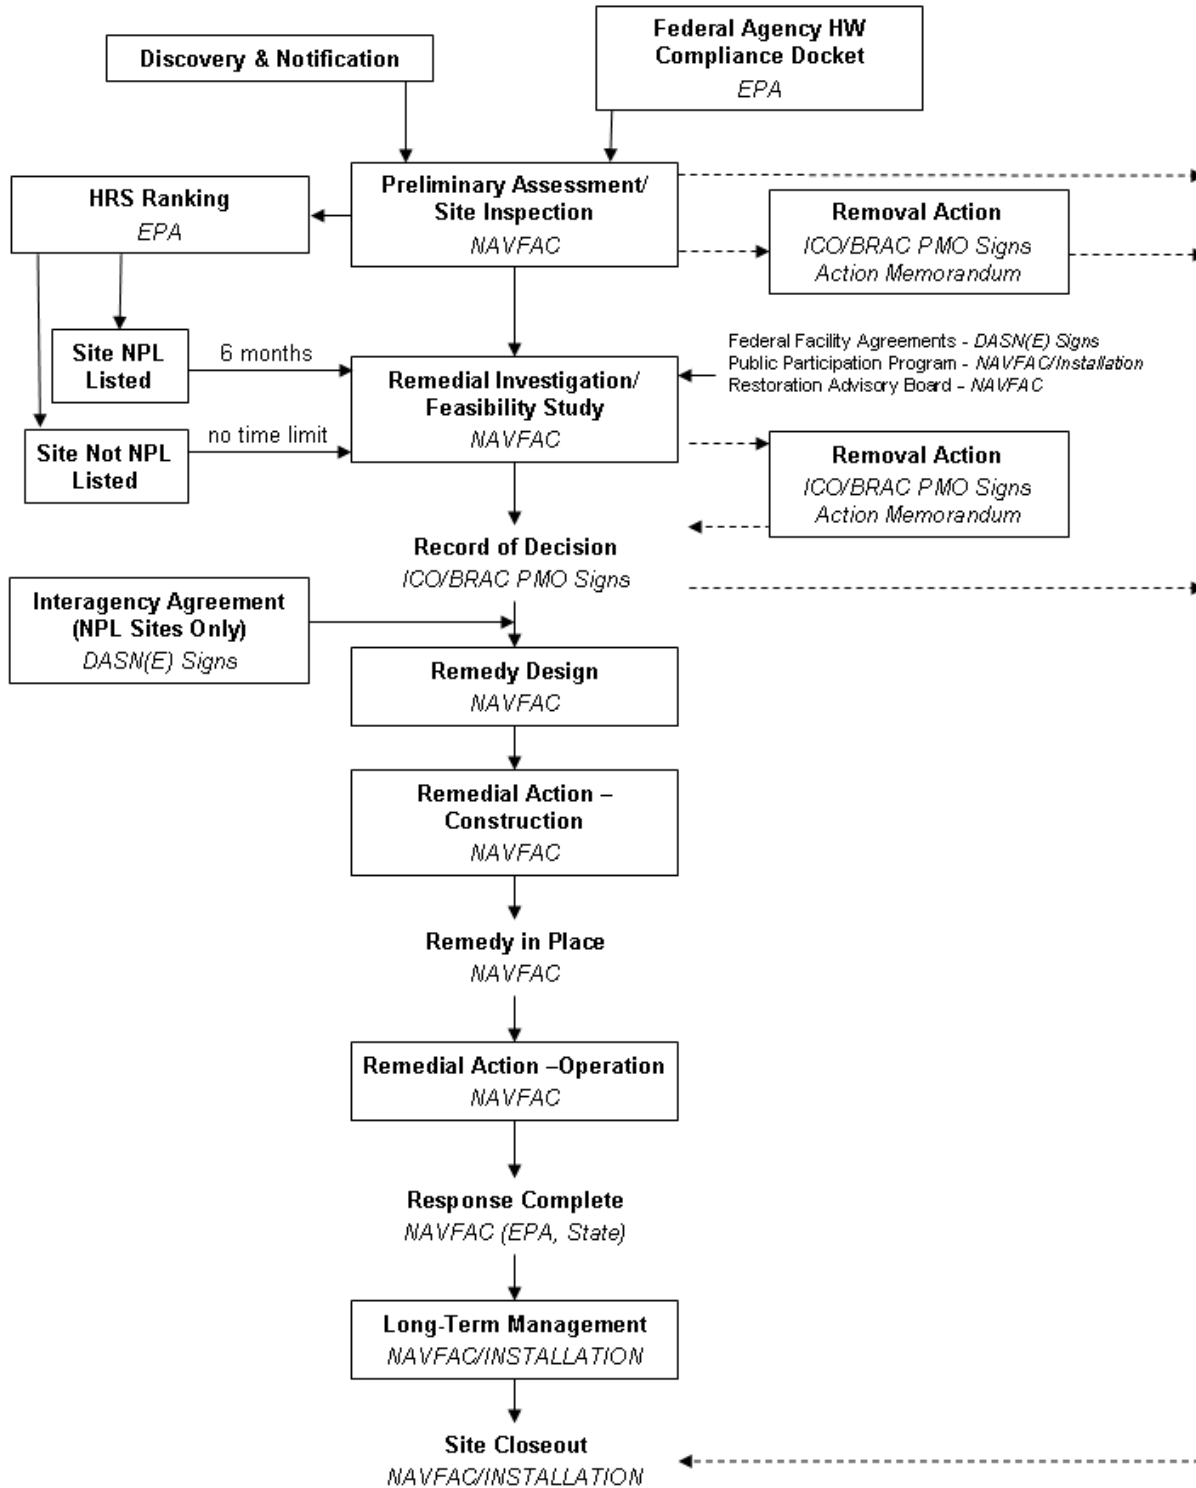 Federal Agency HW
Compliance Docket
EPA
Discovery & Notification
Preliminary Assessment/
Site Inspection
NAVFAC
HRS Ranking
EPA
Removal Action
ICO/BRAC PMO Signs
Action Memorandum
Site NPL
Listed
6 months
Remedial Investigation/
Feasibility Study
NAVFAC
Federal Facility Agreements - DASN(E) Signs
Public Participation Program - NAVFAC/Installation
Restoration Advisory Board - NAVFAC
Site Not NPL
Listed
no time limit
Removal Action
ICO/BRAC PMO Signs
Action Memorandum
Record of Decision
ICO/BRAC PMO Signs
Interagency Agreement
(NPL Sites Only)
DASN(E) Signs
Remedy Design
NAVFAC
Remedial Action –
Construction
NAVFAC
Remedy in Place
NAVFAC
Remedial Action –Operation
NAVFAC
Response Complete
NAVFAC (EPA, State)
Long-Term Management
NAVFAC/INSTALLATION
Site Closeout
NAVFAC/INSTALLATION